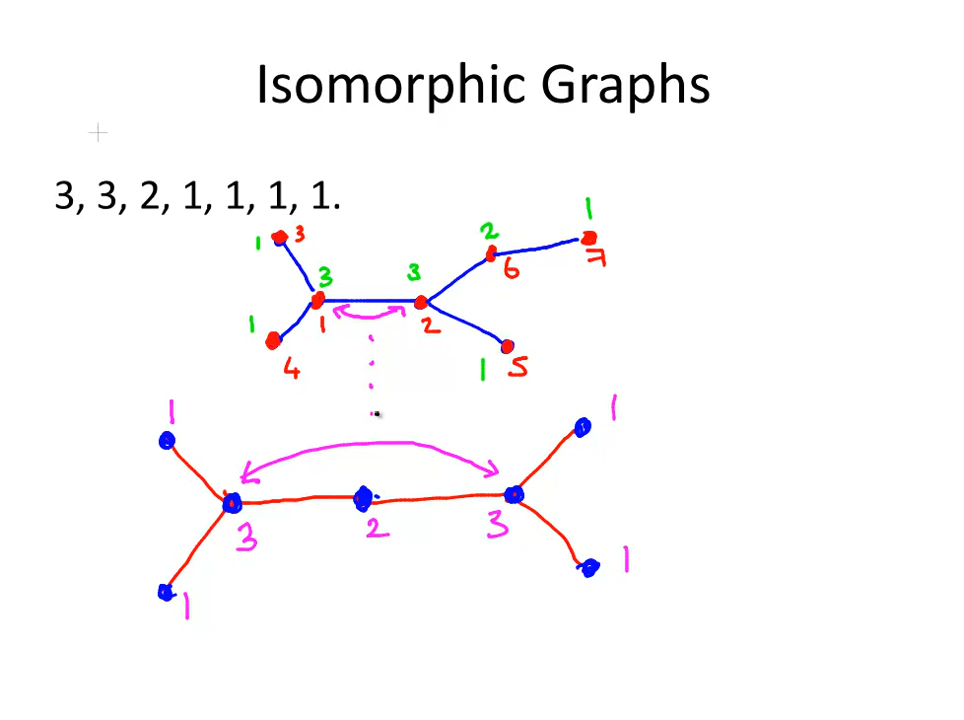 Isomorphic Graphs
3, 3, 2, 1, 1, 1, 1.
1 3 2 1
3 3 6 7
1 1 2
4 1 5
1 1
3 2 3
1 1